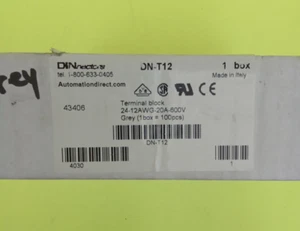 DINnectors DN-T12 1 box
tel. 1-800-633-0405 Made in Italy
Automationdirect.com
43406 Terminal block
24-12AWG-20A-600V
Grey (1box = 100pcs)
DN-T12
4030 1